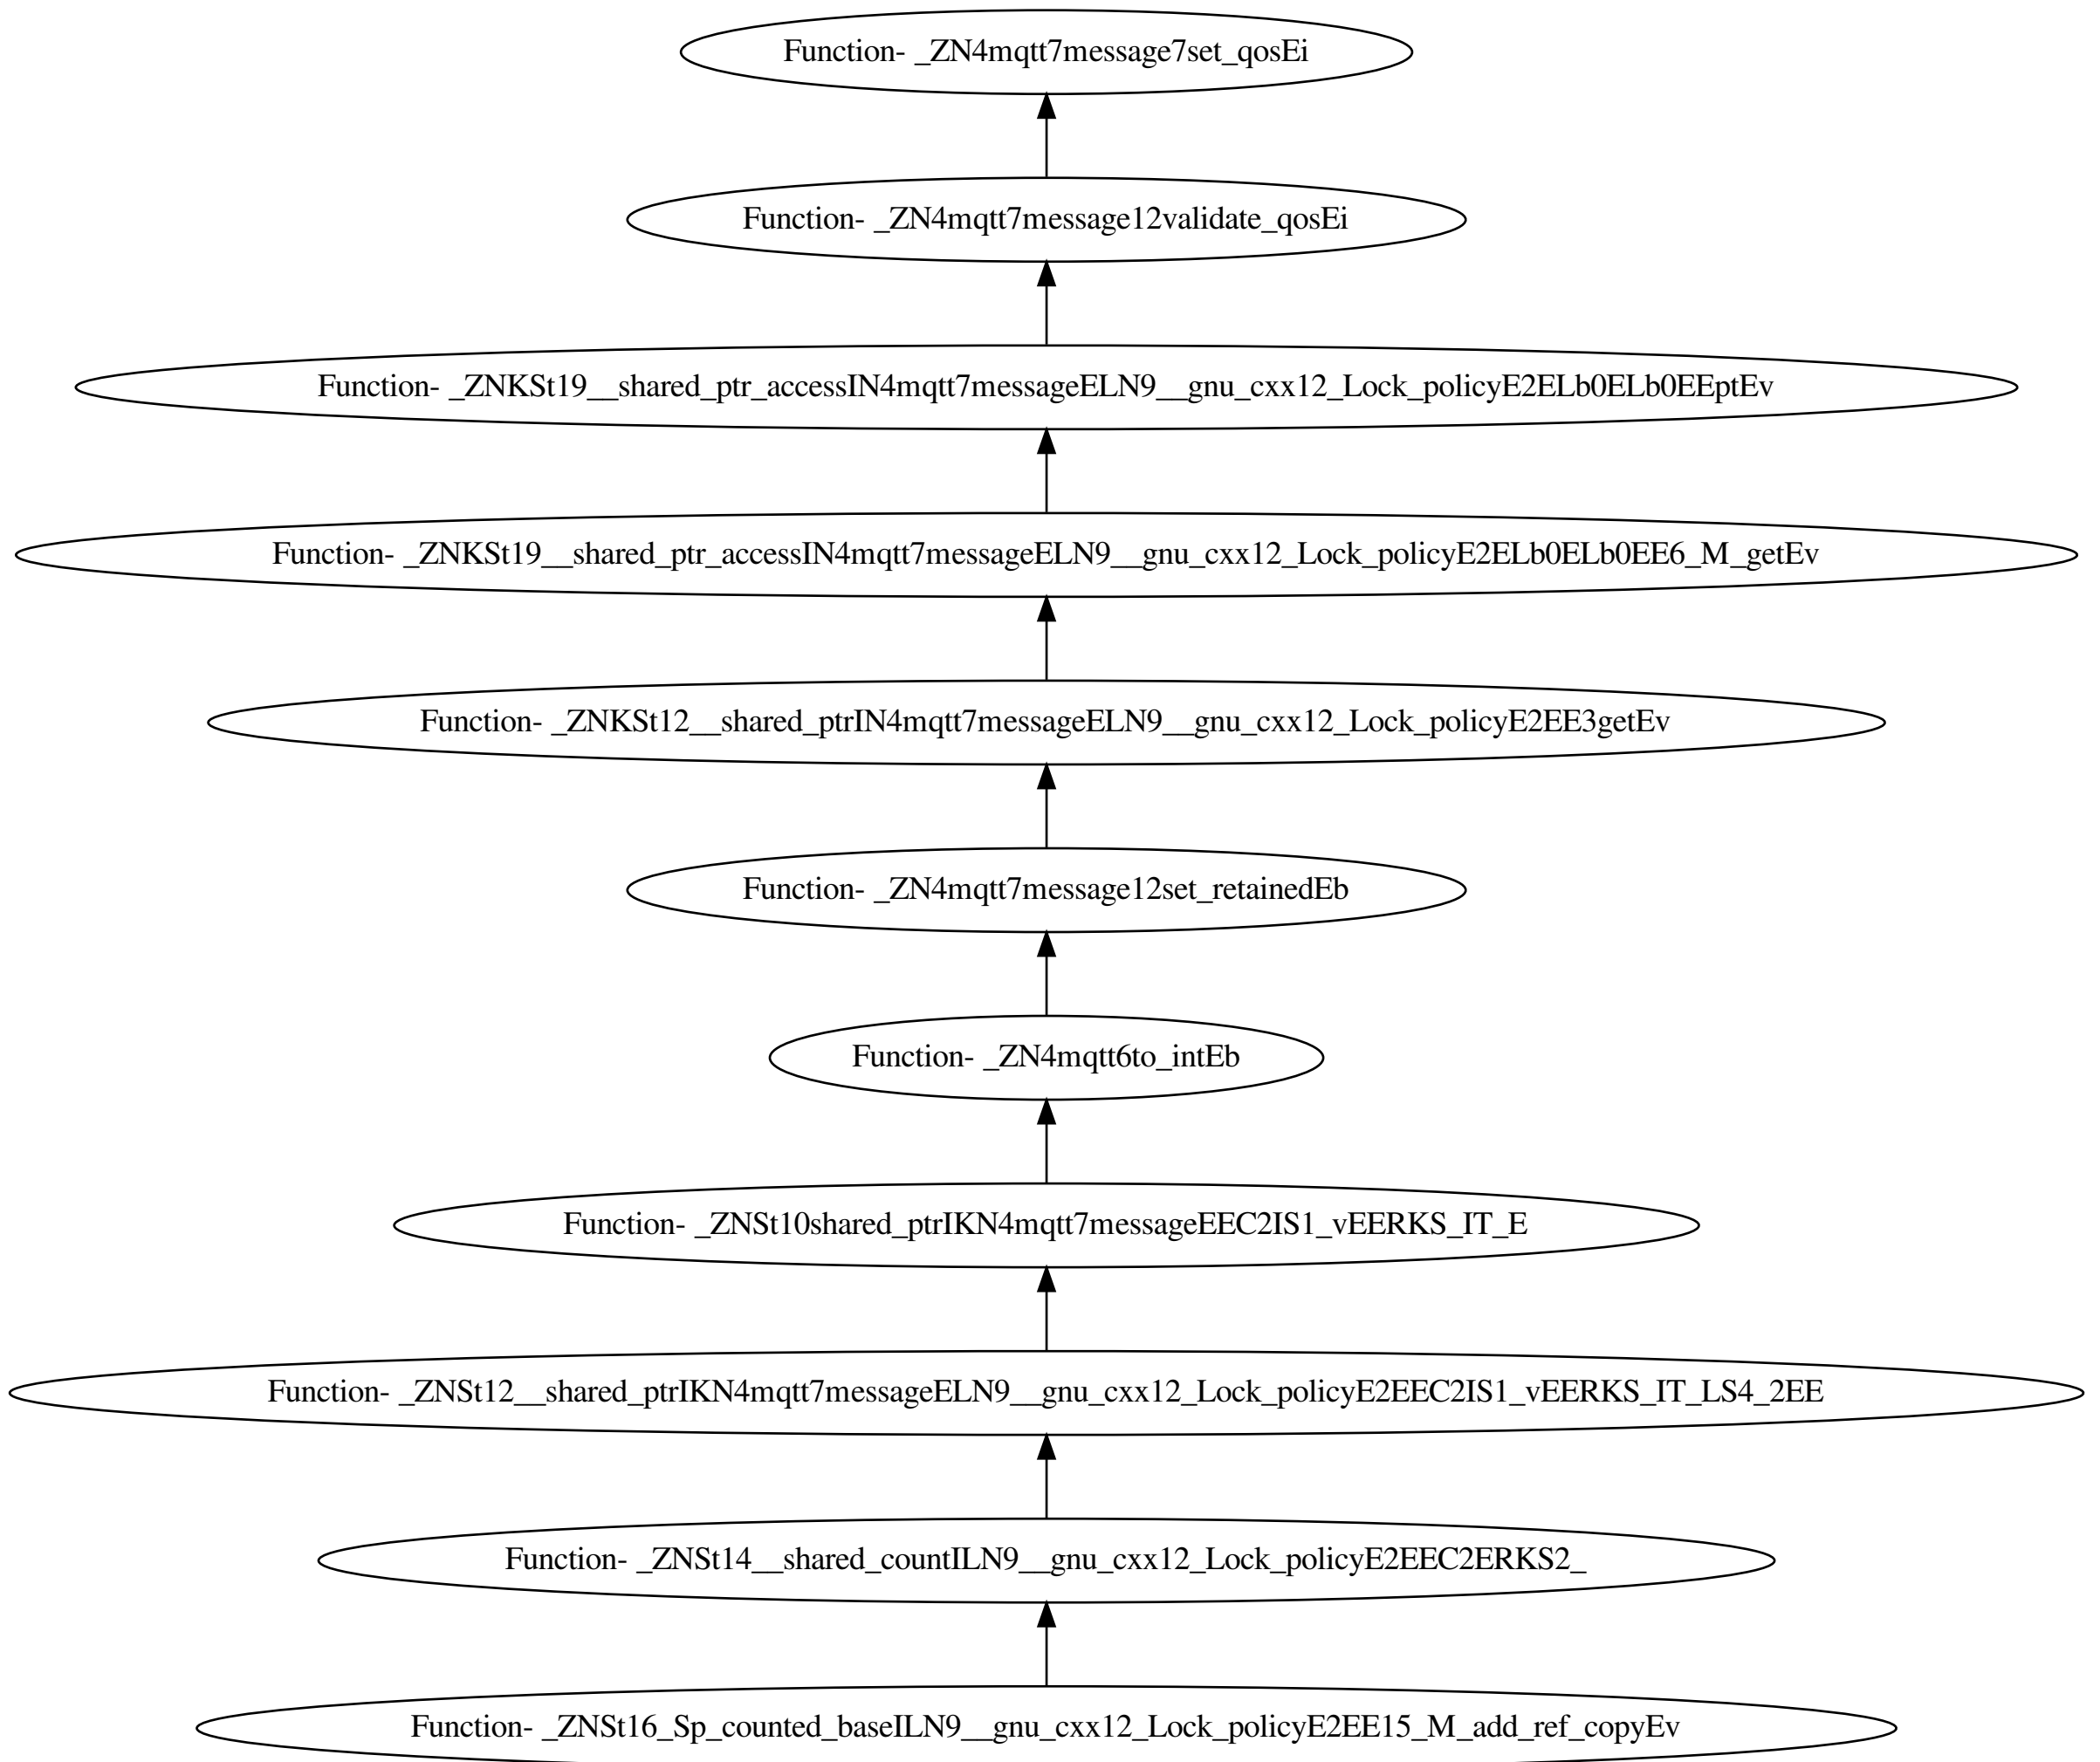 Function- _ZN4mqtt7message7set_qosEi
Function- _ZN4mqtt7message12validate_qosEi
Function- _ZNKSt19__shared_ptr_accessIN4mqtt7messageELN9__gnu_cxx12_Lock_policyE2ELb0ELb0EEptEv
Function- _ZNKSt19__shared_ptr_accessIN4mqtt7messageELN9__gnu_cxx12_Lock_policyE2ELb0ELb0EE6_M_getEv
Function- _ZNKSt12__shared_ptrIN4mqtt7messageELN9__gnu_cxx12_Lock_policyE2EE3getEv
Function- _ZN4mqtt7message12set_retainedEb
Function- _ZN4mqtt6to_intEb
Function- _ZNSt10shared_ptrIKN4mqtt7messageEEC2IS1_vEERKS_IT_E
Function- _ZNSt12__shared_ptrIKN4mqtt7messageELN9__gnu_cxx12_Lock_policyE2EEC2IS1_vEERKS_IT_LS4_2EE
Function- _ZNSt14__shared_countILN9__gnu_cxx12_Lock_policyE2EEC2ERKS2_
Function- _ZNSt16_Sp_counted_baseILN9__gnu_cxx12_Lock_policyE2EE15_M_add_ref_copyEv